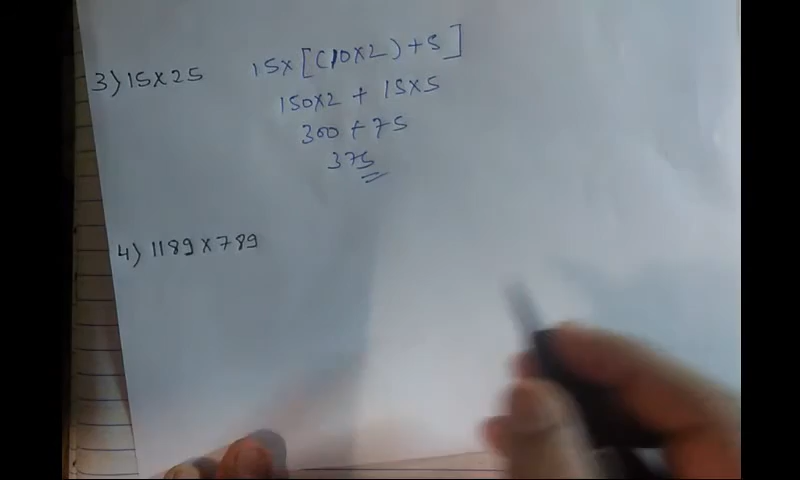 3) 15x25 15x [(10x2)+5]
150x2 + 15x5
300 + 75
375
4) 1189x789